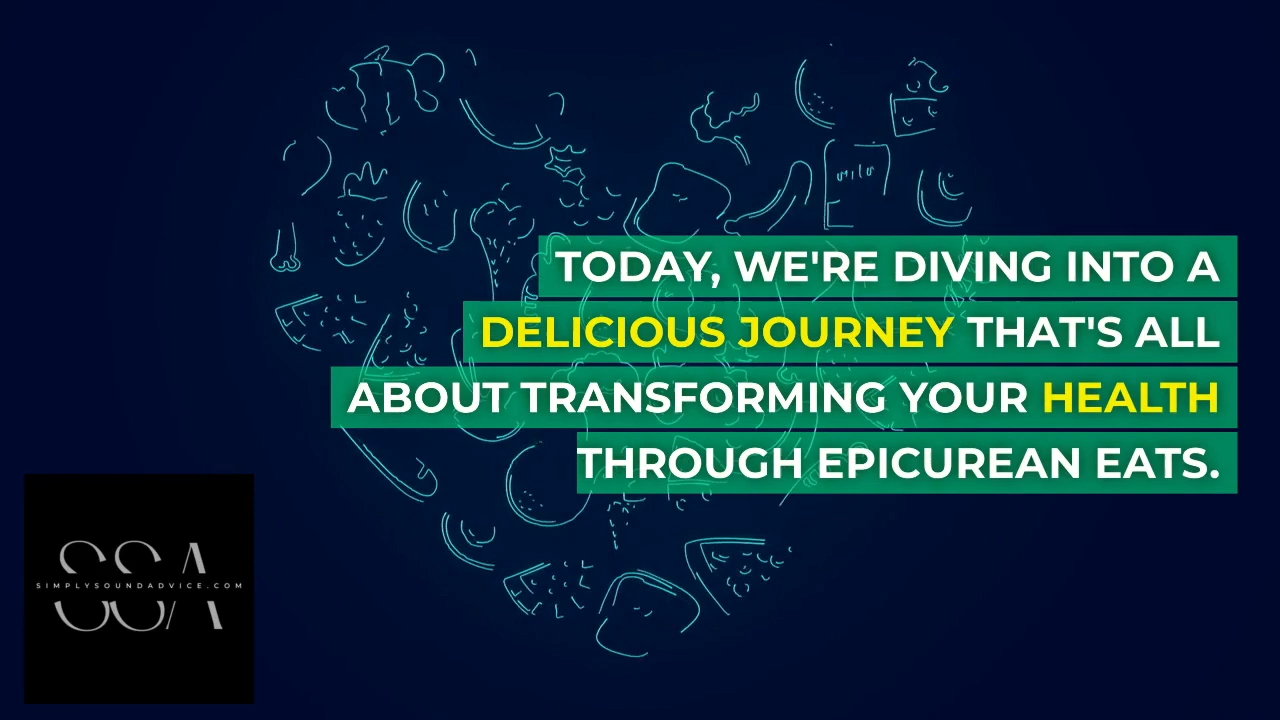 TODAY, WE'RE DIVING INTO A
DELICIOUS JOURNEY THAT'S ALL
ABOUT TRANSFORMING YOUR HEALTH
THROUGH EPICUREAN EATS.
SSA
SIMPLYSOUNDADVICE.COM